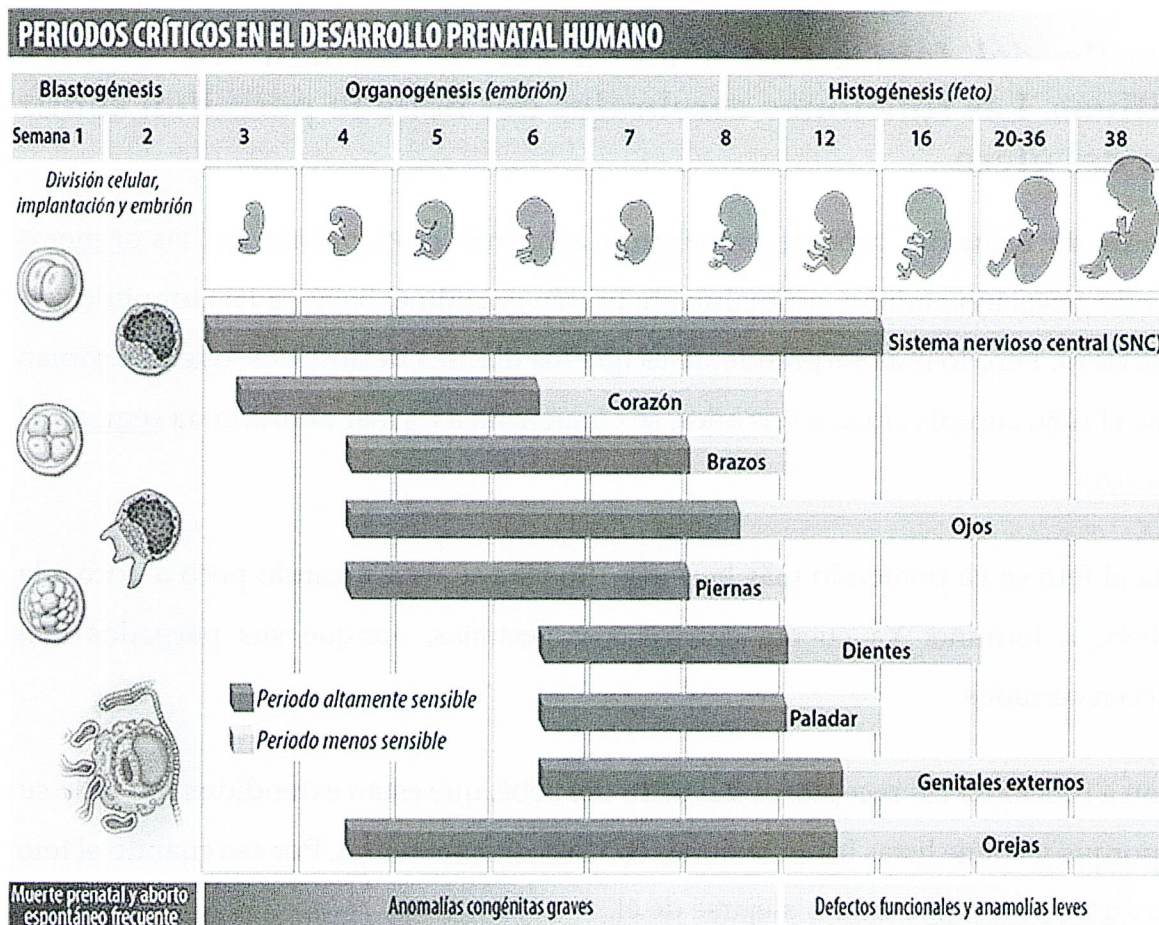 PERIODOS CRÍTICOS EN EL DESARROLLO PRENATAL HUMANO
Blastogénesis Organogénesis (embrión) Histogénesis (feto)
Semana 1 2 3 4 5 6 7 8 12 16 20-36 38
División celular,
implantación y embrión
Sistema nervioso central (SNC)
Corazón
Brazos
Ojos
Piernas
Dientes
Periodo altamente sensible
Paladar
Periodo menos sensible
Genitales externos
Orejas
Muerte prenatal y aborto
espontáneo frecuente
Anomalías congénitas graves
Defectos funcionales y anamolías leves